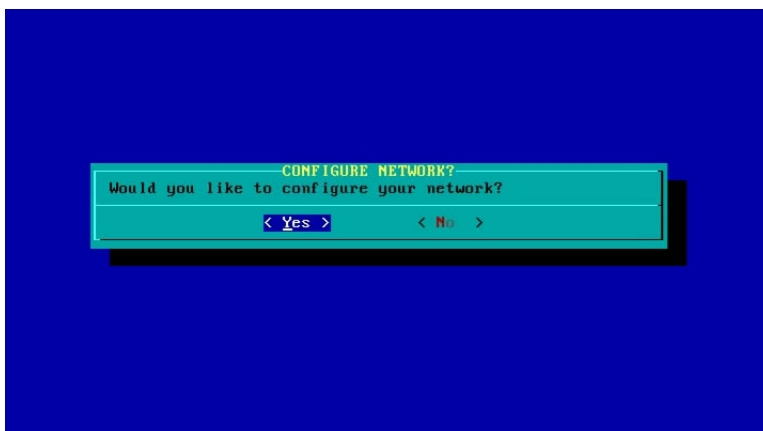 CONFIGURE NETWORK?
Would you like to configure your network?
< Yes > < No >